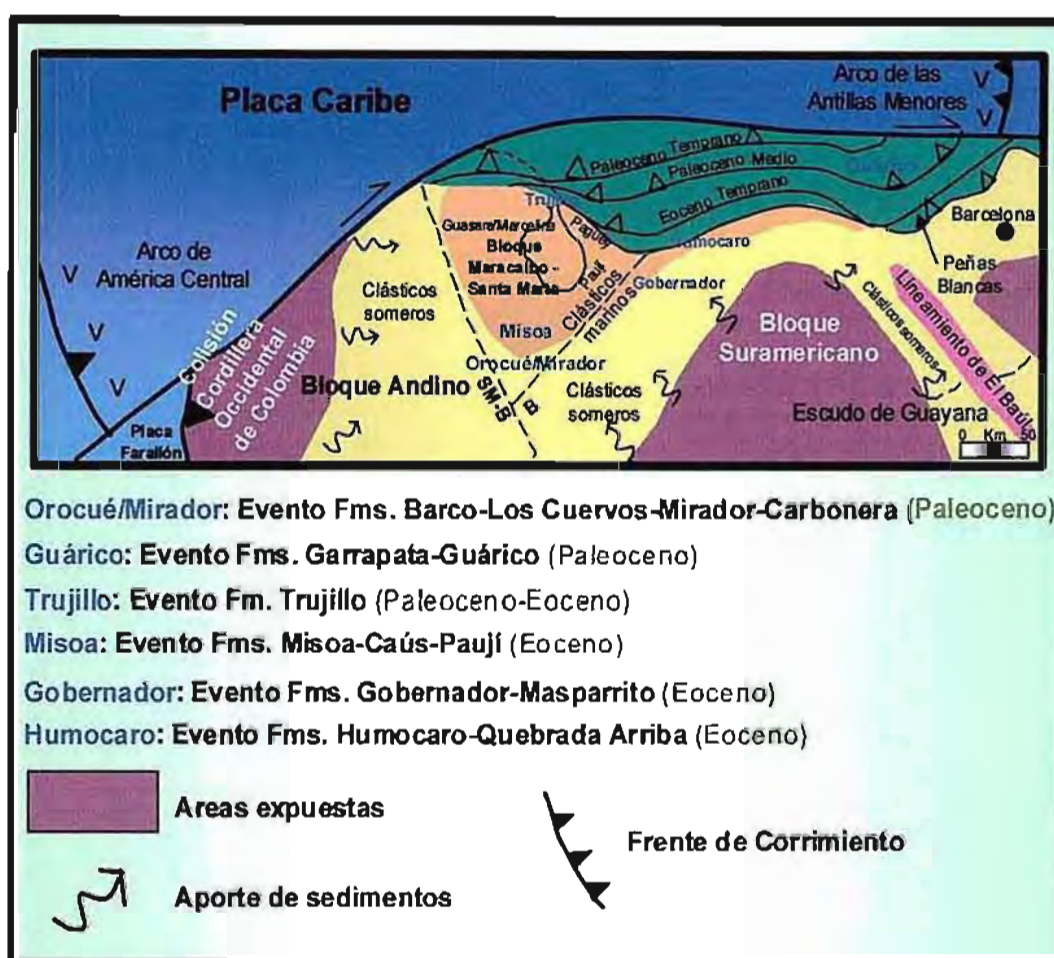 Placa Caribe
Arco de las
Antillas Menores
V
V
Paleoceno Temprano
Paleoceno Medio
Eoceno Temprano
Guárico
Barcelona
Peñas
Blancas
Arco de
América Central
V
V
V
Colisión
Cordillera
Occidental
de Colombia
Placa
Farallón
Clásticos
someros
Guasare/Marcelina
Bloque
Maracaibo -
Santa Marta
Misoa
Pagüey
Paují
Clásticos
marinos
Gobernador
Orocué/Mirador
Bloque Andino
SM-B
B
Clásticos
someros
Bloque
Suramericano
Clásticos someros
Lineamiento de El Baúl
Escudo de Guayana
0 Km 50
Orocué/Mirador: Evento Fms. Barco-Los Cuervos-Mirador-Carbonera (Paleoceno)
Guárico: Evento Fms. Garrapata-Guárico (Paleoceno)
Trujillo: Evento Fm. Trujillo (Paleoceno-Eoceno)
Misoa: Evento Fms. Misoa-Caús-Paují (Eoceno)
Gobernador: Evento Fms. Gobernador-Masparrito (Eoceno)
Humocaro: Evento Fms. Humocaro-Quebrada Arriba (Eoceno)
Areas expuestas
Aporte de sedimentos
Frente de Corrimiento